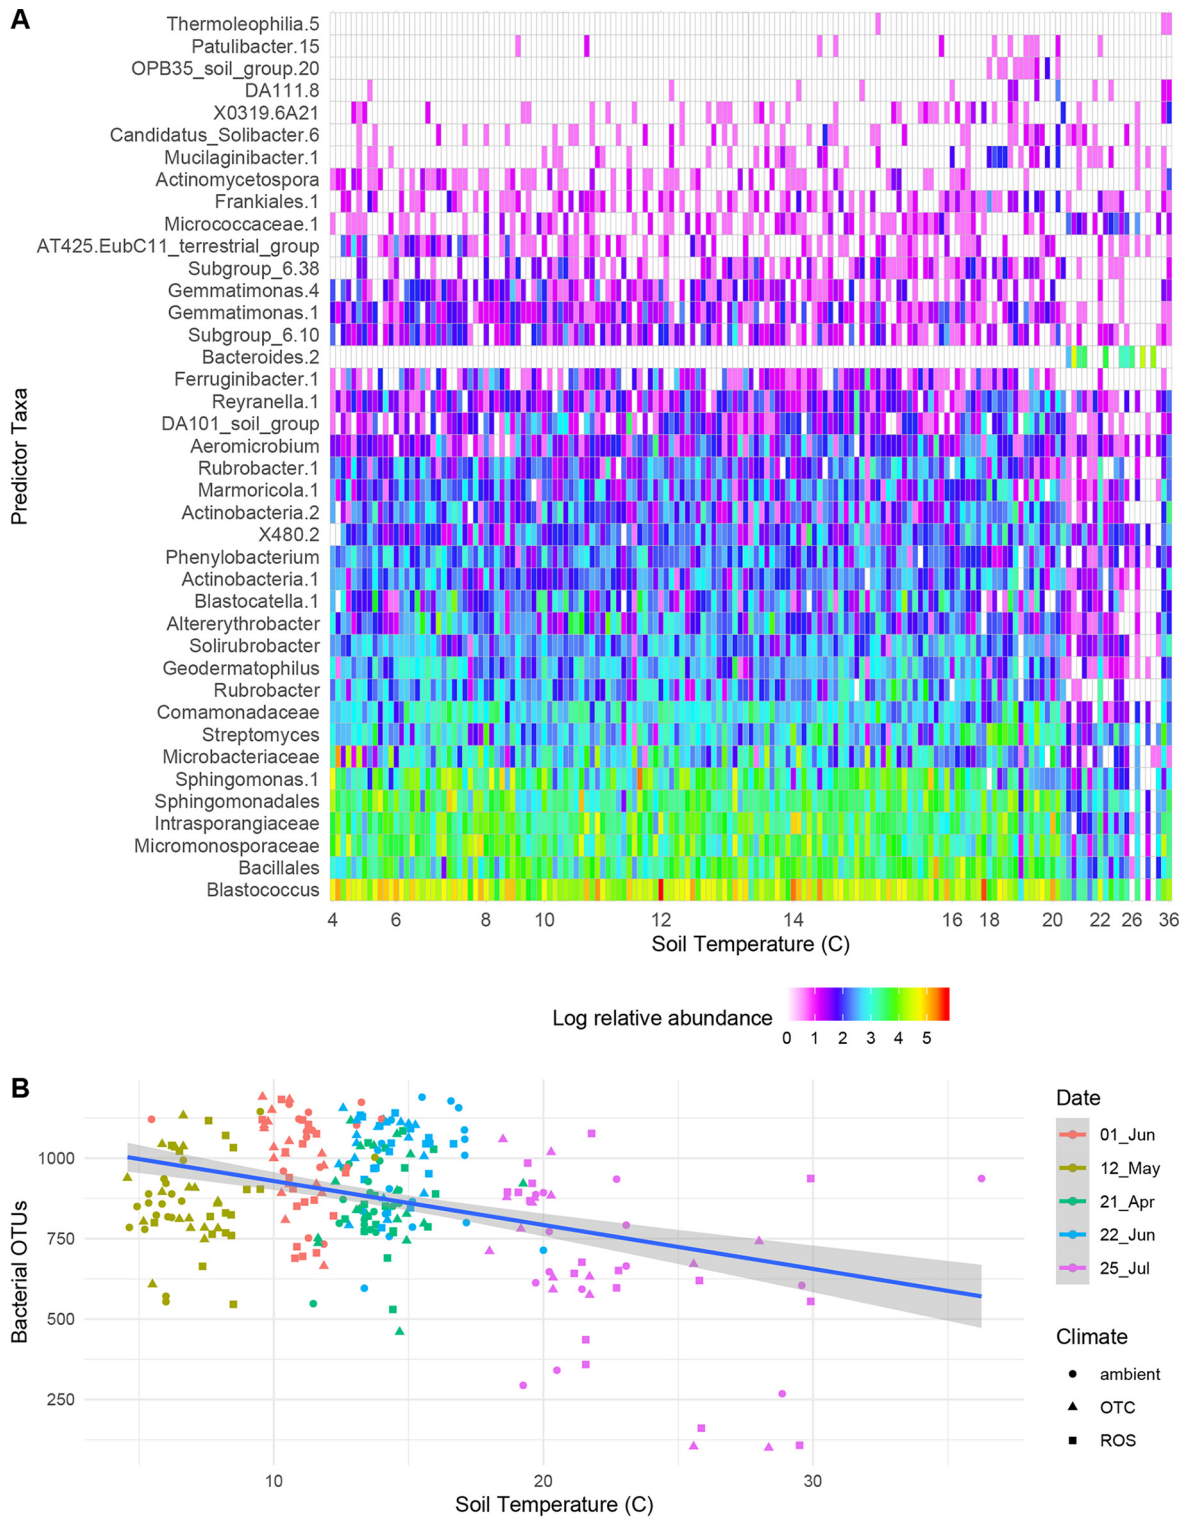 A
Thermoleophilia.5
Patulibacter.15
OPB35_soil_group.20
DA111.8
X0319.6A21
Candidatus_Solibacter.6
Mucilaginibacter.1
Actinomycetospora
Frankiales.1
Micrococcaceae.1
AT425.EubC11_terrestrial_group
Subgroup_6.38
Gemmatimonas.4
Gemmatimonas.1
Subgroup_6.10
Bacteroides.2
Ferruginibacter.1
Reyranella.1
DA101_soil_group
Aeromicrobium
Rubrobacter.1
Marmoricola.1
Actinobacteria.2
X480.2
Phenylobacterium
Actinobacteria.1
Blastocatella.1
Altererythrobacter
Solirubrobacter
Geodermatophilus
Rubrobacter
Comamonadaceae
Streptomyces
Microbacteriaceae
Sphingomonas.1
Sphingomonadales
Intrasporangiaceae
Micromonosporaceae
Bacillales
Blastococcus
Predictor Taxa
4 6 8 10 12 14 16 18 20 22 26 36
Soil Temperature (C)
Log relative abundance
0 1 2 3 4 5
B
Bacterial OTUs
1000
750
500
250
10 20 30
Soil Temperature (C)
Date
01_Jun
12_May
21_Apr
22_Jun
25_Jul
Climate
ambient
OTC
ROS